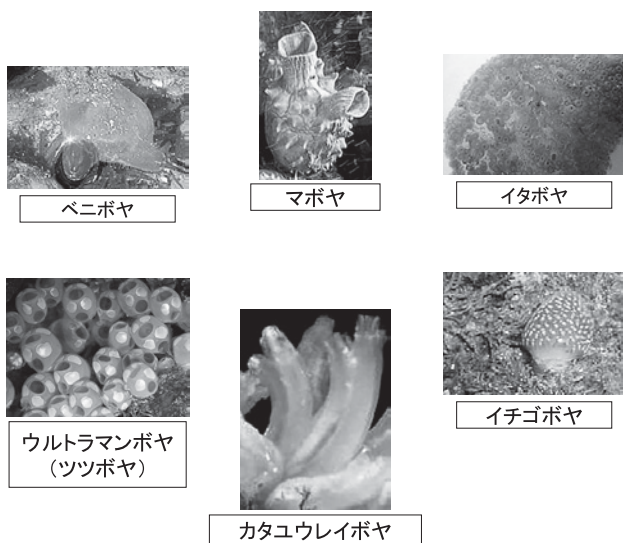 ベニボヤ
マボヤ
イタボヤ
ウルトラマンボヤ
（ツツボヤ）
カタユウレイボヤ
イチゴボヤ